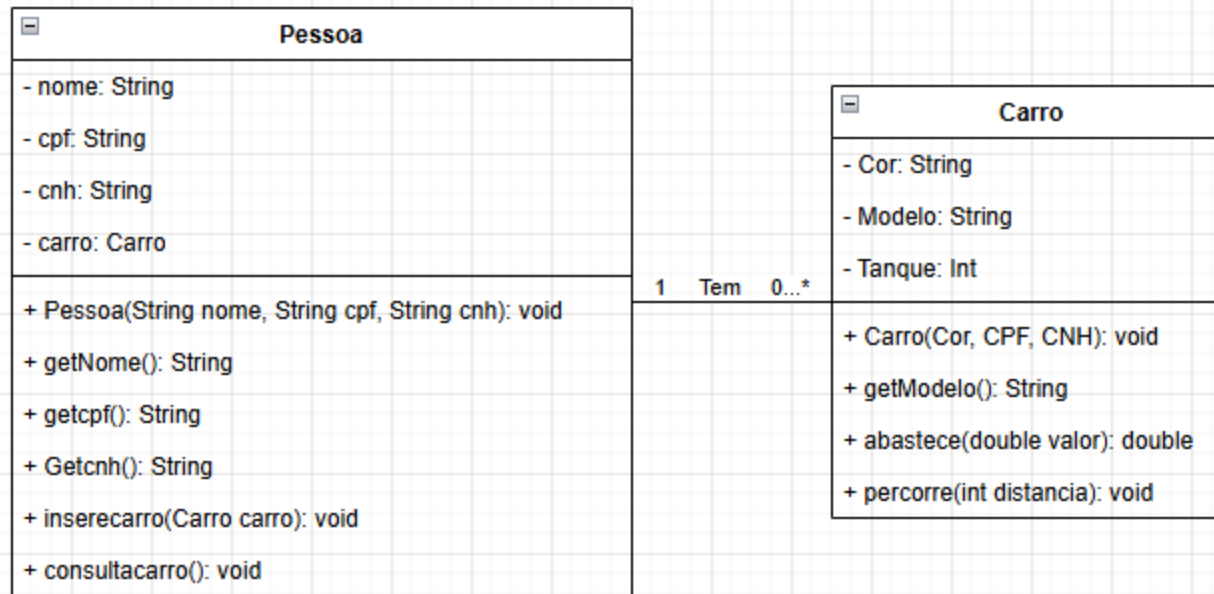 Pessoa
- nome: String
- cpf: String
- cnh: String
- carro: Carro
+ Pessoa(String nome, String cpf, String cnh): void
+ getNome(): String
+ getcpf(): String
+ Getcnh(): String
+ inserecarro(Carro carro): void
+ consultacarro(): void
1 Tem 0...*
Carro
- Cor: String
- Modelo: String
- Tanque: Int
+ Carro(Cor, CPF, CNH): void
+ getModelo(): String
+ abastece(double valor): double
+ percorre(int distancia): void